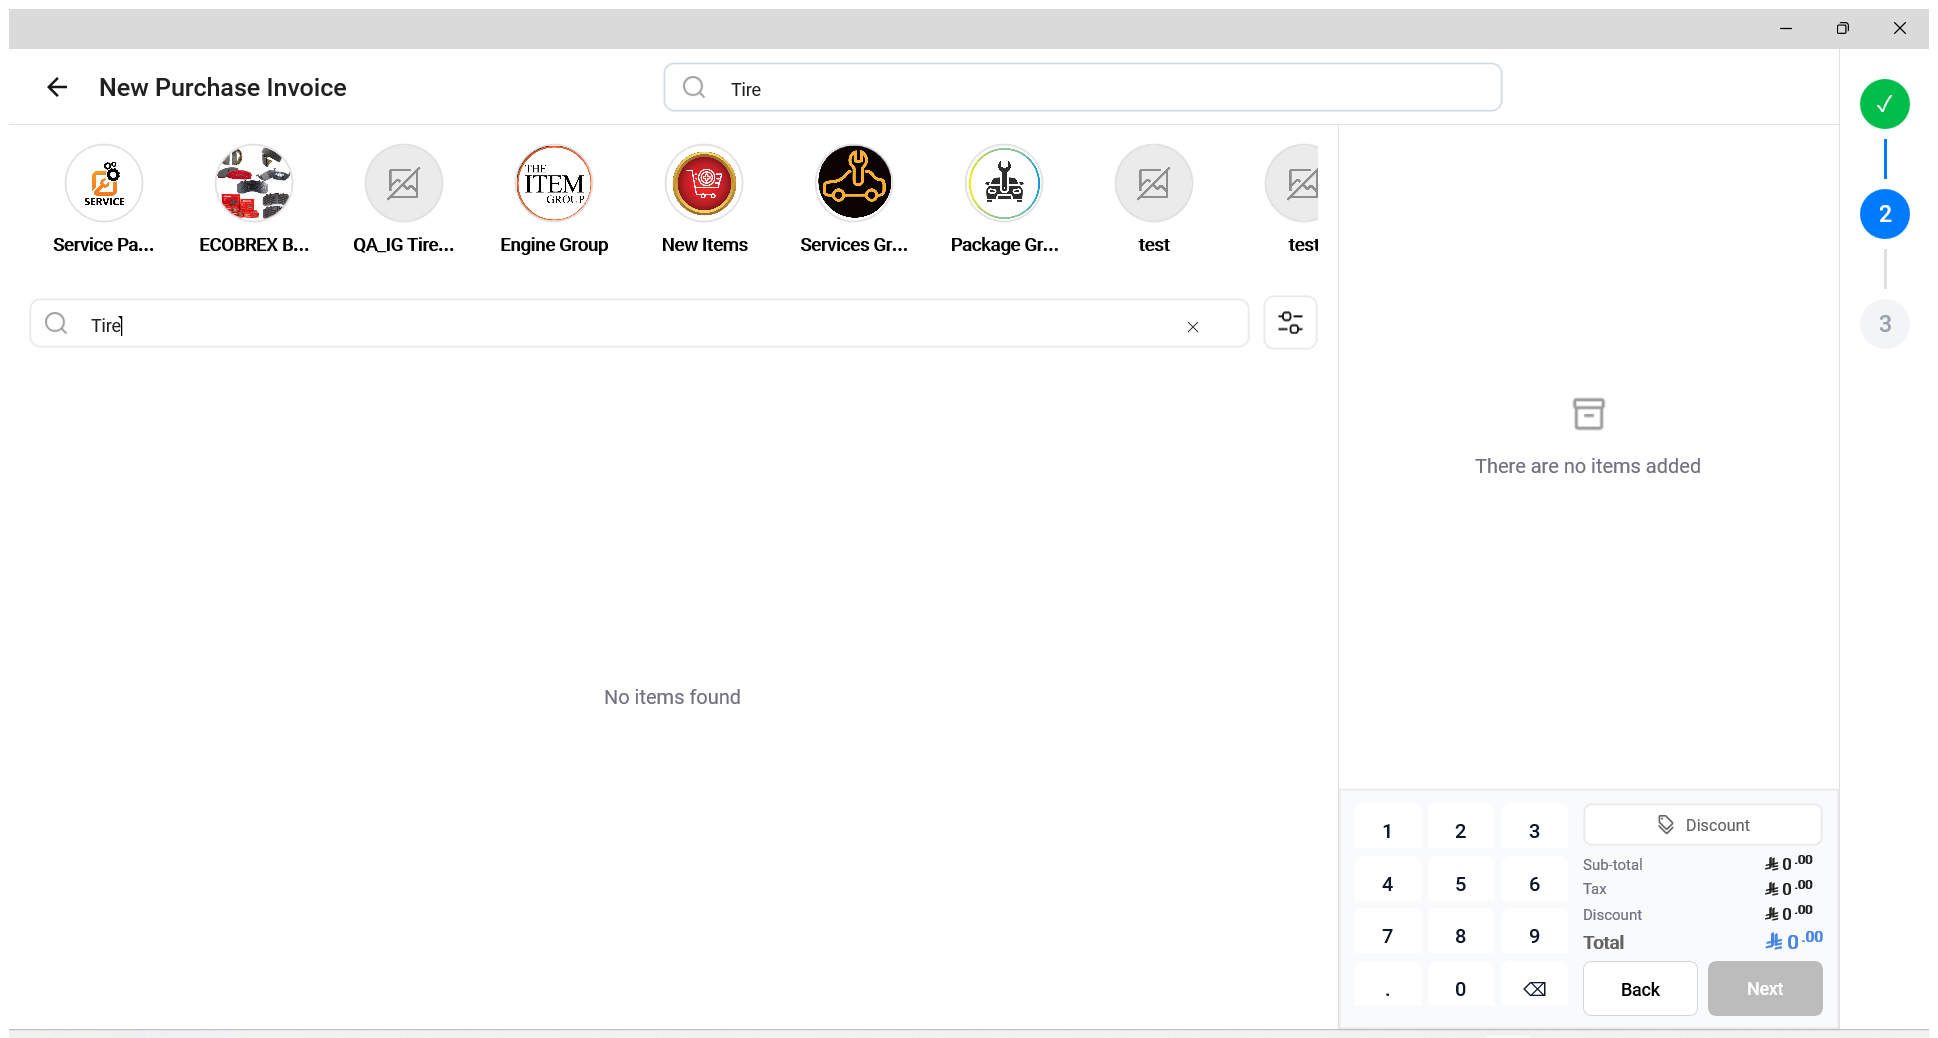 New Purchase Invoice
Tire
SERVICE
THE
ITEM
GROUP
Service Pa...
ECOBREX B...
QA_IG Tire...
Engine Group
New Items
Services Gr...
Package Gr...
test
test
Tire
No items found
There are no items added
✓
2
3
1 2 3
4 5 6
7 8 9
. 0 ⌫
Discount
Sub-total 0.00
Tax 0.00
Discount 0.00
Total 0.00
Back
Next